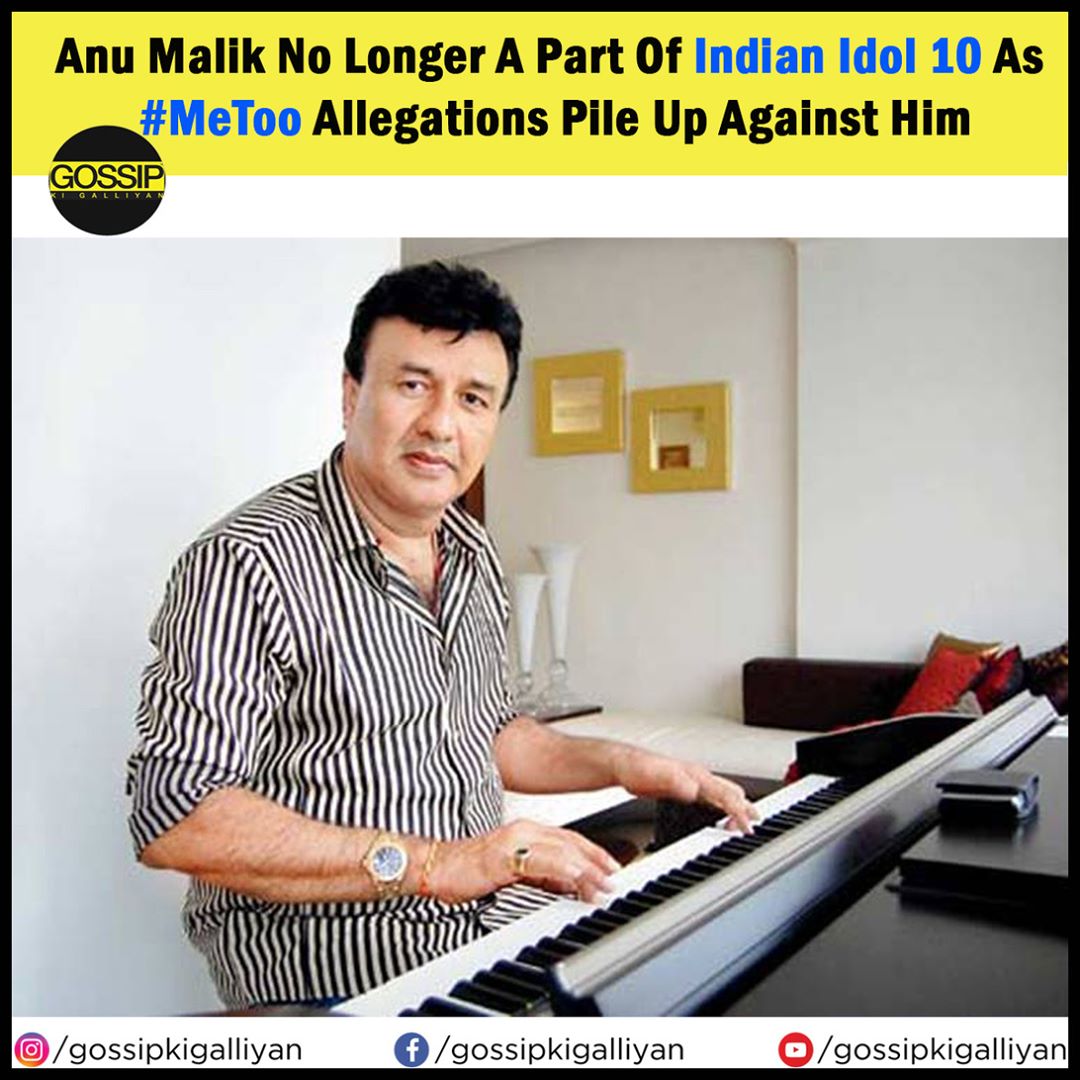 Anu Malik No Longer A Part Of Indian Idol 10 As
#MeToo Allegations Pile Up Against Him
GOSSIP
KI GALLIYAN
/gossipkigalliyan
/gossipkigalliyan
/gossipkigalliyan